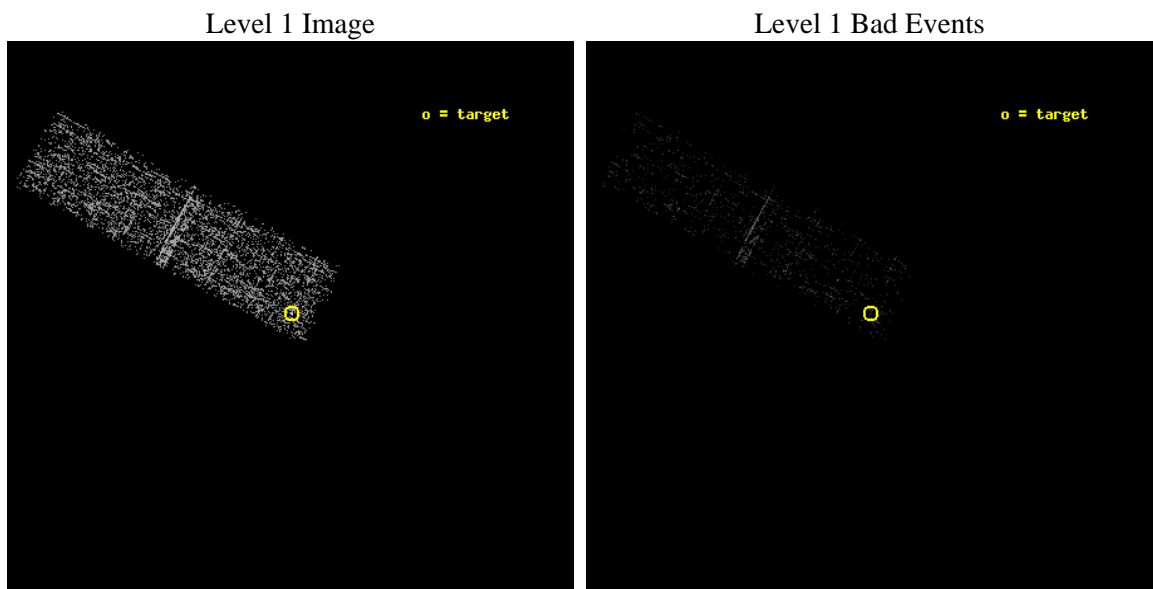 Level 1 Image
Level 1 Bad Events
o = target
o = target